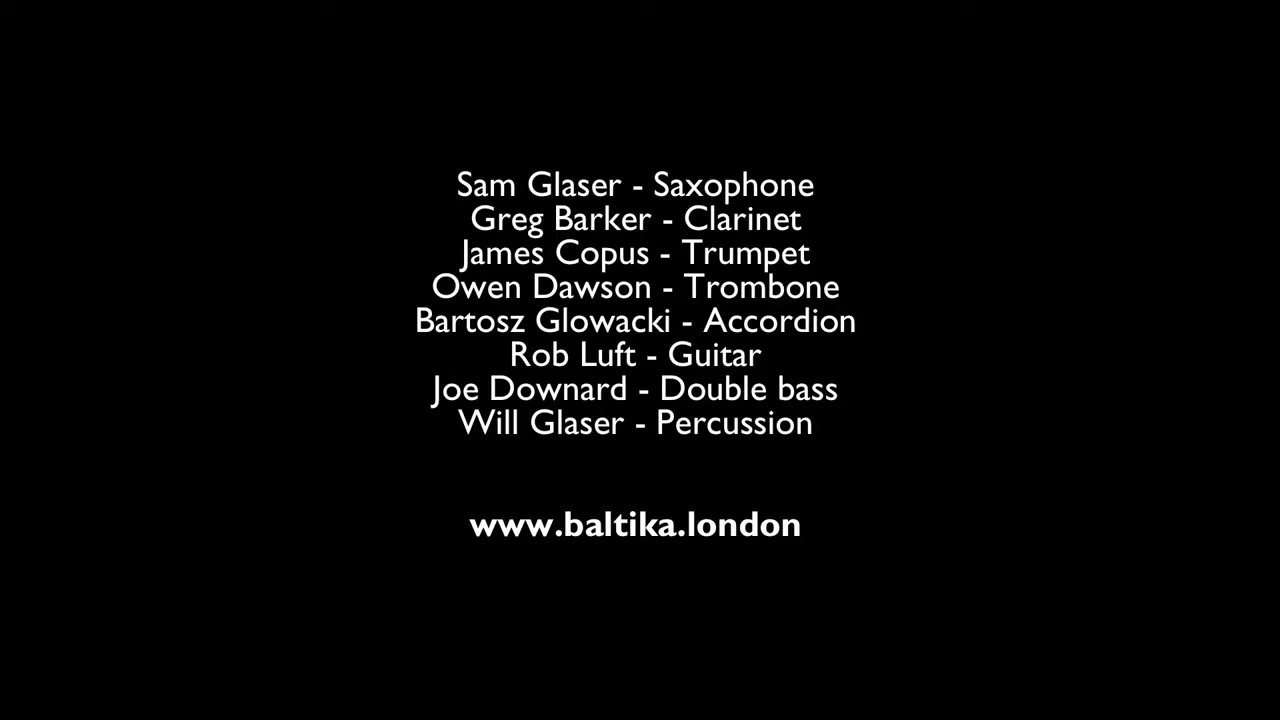 Sam Glaser - Saxophone
Greg Barker - Clarinet
James Copus - Trumpet
Owen Dawson - Trombone
Bartosz Glowacki - Accordion
Rob Luft - Guitar
Joe Downard - Double bass
Will Glaser - Percussion
www.baltika.london